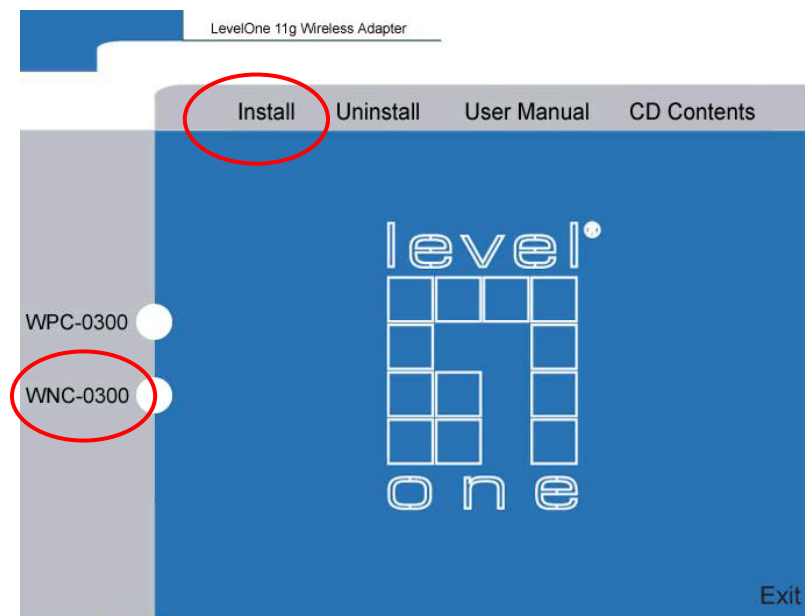 LevelOne 11g Wireless Adapter
Install Uninstall User Manual CD Contents
level®
WPC-0300
WNC-0300
one
Exit